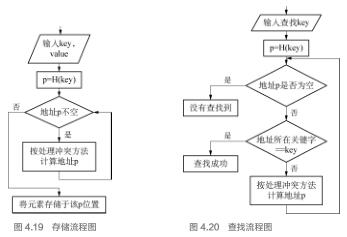 输入key,
value
p=H(key)
地址p不空
否
是
按处理冲突方法
计算地址p
将元素存储于该p位置
图 4.19 存储流程图
输入查找key
p=H(key)
地址p是否为空
是
否
没有查找到
地址所在关键字
==key
是
查找成功
否
按处理冲突方法
计算地址p
图 4.20 查找流程图